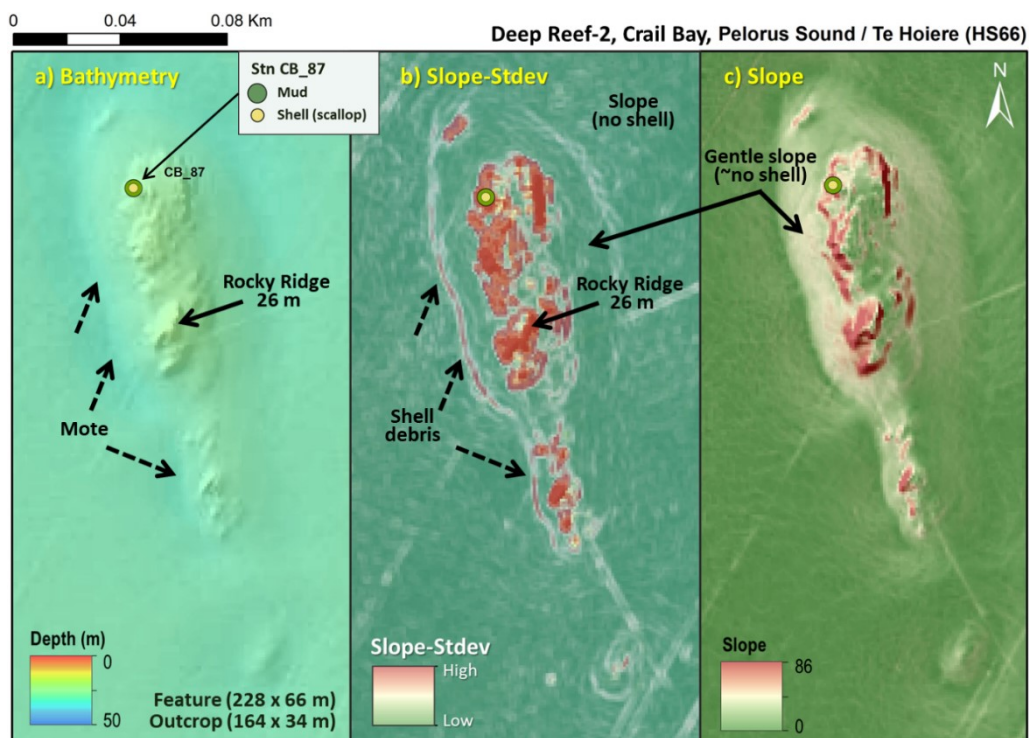 0 0.04 0.08 Km
Deep Reef-2, Crail Bay, Pelorus Sound / Te Hoiere (HS66)
a) Bathymetry
Stn CB_87
Mud
Shell (scallop)
CB_87
Rocky Ridge
26 m
Mote
Depth (m)
0
50
Feature (228 x 66 m)
Outcrop (164 x 34 m)
b) Slope-Stdev
Slope
(no shell)
Rocky Ridge
26 m
Shell
debris
Slope-Stdev
High
Low
c) Slope
N
Gentle slope
(~no shell)
Slope
86
0